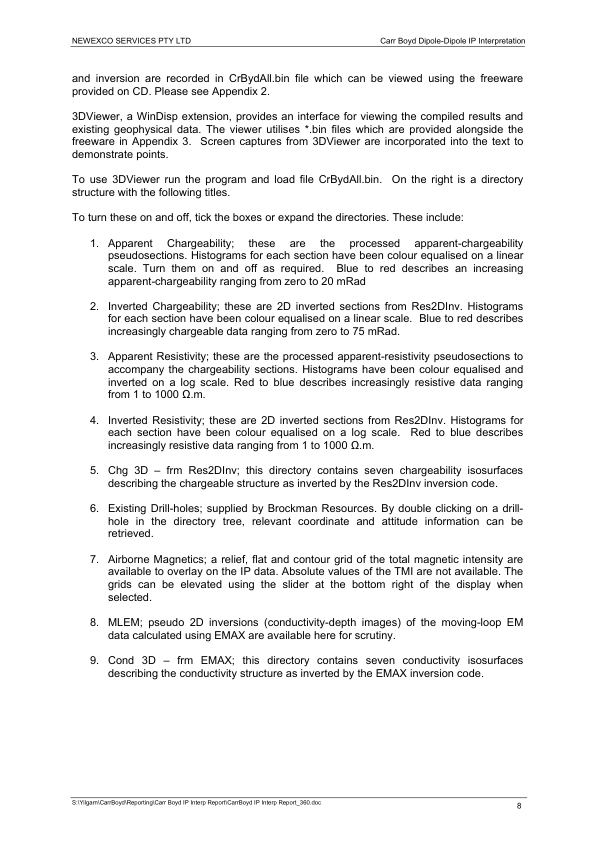 NEWEXCO SERVICES PTY LTD Carr Boyd Dipole-Dipole IP Interpretation
and inversion are recorded in CrBydAll.bin file which can be viewed using the freeware
provided on CD. Please see Appendix 2.
3DViewer, a WinDisp extension, provides an interface for viewing the compiled results and
existing geophysical data. The viewer utilises *.bin files which are provided alongside the
freeware in Appendix 3. Screen captures from 3DViewer are incorporated into the text to
demonstrate points.
To use 3DViewer run the program and load file CrBydAll.bin. On the right is a directory
structure with the following titles.
To turn these on and off, tick the boxes or expand the directories. These include:
1. Apparent Chargeability; these are the processed apparent-chargeability
pseudosections. Histograms for each section have been colour equalised on a linear
scale. Turn them on and off as required. Blue to red describes an increasing
apparent-chargeability ranging from zero to 20 mRad
2. Inverted Chargeability; these are 2D inverted sections from Res2DInv. Histograms
for each section have been colour equalised on a linear scale. Blue to red describes
increasingly chargeable data ranging from zero to 75 mRad.
3. Apparent Resistivity; these are the processed apparent-resistivity pseudosections to
accompany the chargeability sections. Histograms have been colour equalised and
inverted on a log scale. Red to blue describes increasingly resistive data ranging
from 1 to 1000 Ω.m.
4. Inverted Resistivity; these are 2D inverted sections from Res2DInv. Histograms for
each section have been colour equalised on a log scale. Red to blue describes
increasingly resistive data ranging from 1 to 1000 Ω.m.
5. Chg 3D – frm Res2DInv; this directory contains seven chargeability isosurfaces
describing the chargeable structure as inverted by the Res2DInv inversion code.
6. Existing Drill-holes; supplied by Brockman Resources. By double clicking on a drill-
hole in the directory tree, relevant coordinate and attitude information can be
retrieved.
7. Airborne Magnetics; a relief, flat and contour grid of the total magnetic intensity are
available to overlay on the IP data. Absolute values of the TMI are not available. The
grids can be elevated using the slider at the bottom right of the display when
selected.
8. MLEM; pseudo 2D inversions (conductivity-depth images) of the moving-loop EM
data calculated using EMAX are available here for scrutiny.
9. Cond 3D – frm EMAX; this directory contains seven conductivity isosurfaces
describing the conductivity structure as inverted by the EMAX inversion code.
S:\Yilgarn\CarrBoyd\Reporting\Carr Boyd IP Interp Report\CarrBoyd IP Interp Report_360.doc 8